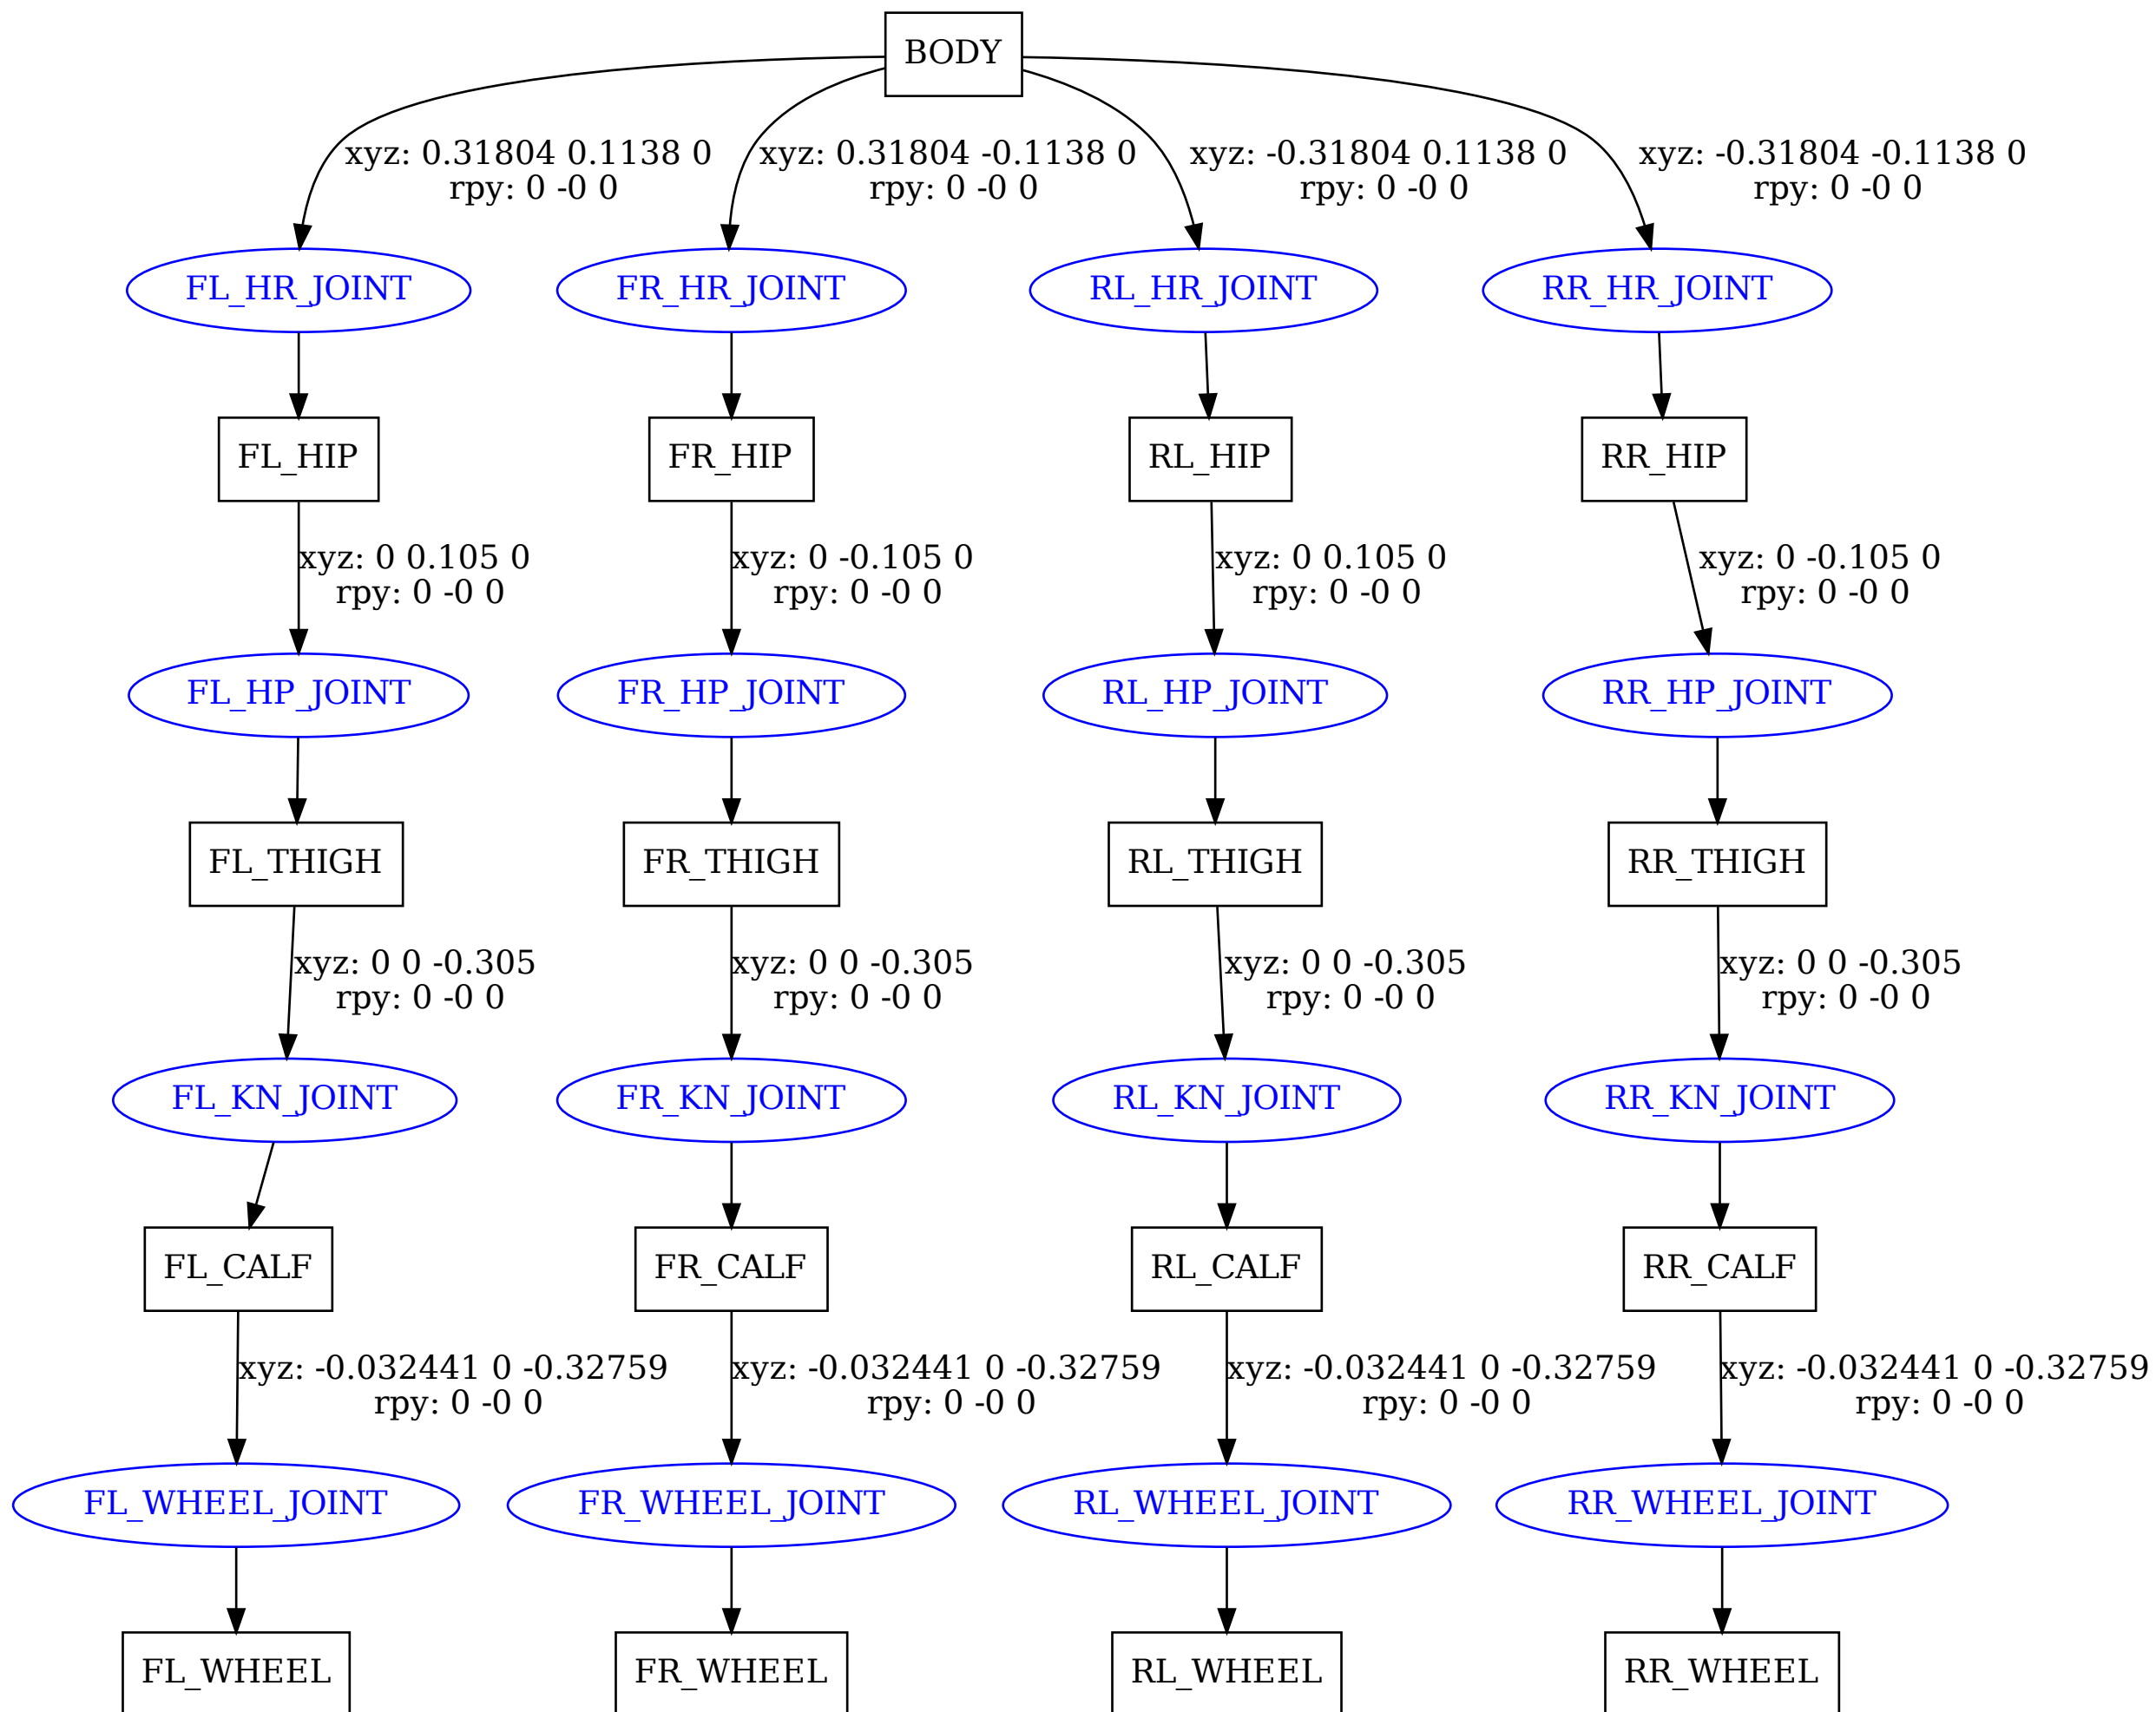 BODY
xyz: 0.31804 0.1138 0
rpy: 0 -0 0
xyz: 0.31804 -0.1138 0
rpy: 0 -0 0
xyz: -0.31804 0.1138 0
rpy: 0 -0 0
xyz: -0.31804 -0.1138 0
rpy: 0 -0 0
FL_HR_JOINT
FR_HR_JOINT
RL_HR_JOINT
RR_HR_JOINT
FL_HIP
FR_HIP
RL_HIP
RR_HIP
xyz: 0 0.105 0
rpy: 0 -0 0
xyz: 0 -0.105 0
rpy: 0 -0 0
xyz: 0 0.105 0
rpy: 0 -0 0
xyz: 0 -0.105 0
rpy: 0 -0 0
FL_HP_JOINT
FR_HP_JOINT
RL_HP_JOINT
RR_HP_JOINT
FL_THIGH
FR_THIGH
RL_THIGH
RR_THIGH
xyz: 0 0 -0.305
rpy: 0 -0 0
xyz: 0 0 -0.305
rpy: 0 -0 0
xyz: 0 0 -0.305
rpy: 0 -0 0
xyz: 0 0 -0.305
rpy: 0 -0 0
FL_KN_JOINT
FR_KN_JOINT
RL_KN_JOINT
RR_KN_JOINT
FL_CALF
FR_CALF
RL_CALF
RR_CALF
xyz: -0.032441 0 -0.32759
rpy: 0 -0 0
xyz: -0.032441 0 -0.32759
rpy: 0 -0 0
xyz: -0.032441 0 -0.32759
rpy: 0 -0 0
xyz: -0.032441 0 -0.32759
rpy: 0 -0 0
FL_WHEEL_JOINT
FR_WHEEL_JOINT
RL_WHEEL_JOINT
RR_WHEEL_JOINT
FL_WHEEL
FR_WHEEL
RL_WHEEL
RR_WHEEL